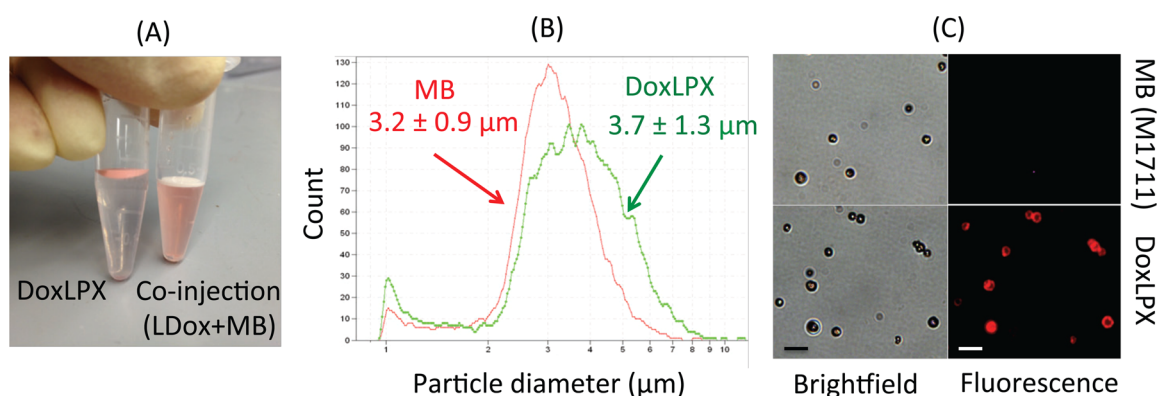 (A)
DoxLPX
Co-injection
(LDox+MB)
(B)
Count
130
120
110
100
90
80
70
60
50
40
30
20
10
0
MB
3.2 ± 0.9 µm
DoxLPX
3.7 ± 1.3 µm
1 2 3 4 5 6 7 8 9 10
Particle diameter (µm)
(C)
MB (M1711)
DoxLPX
Brightfield
Fluorescence